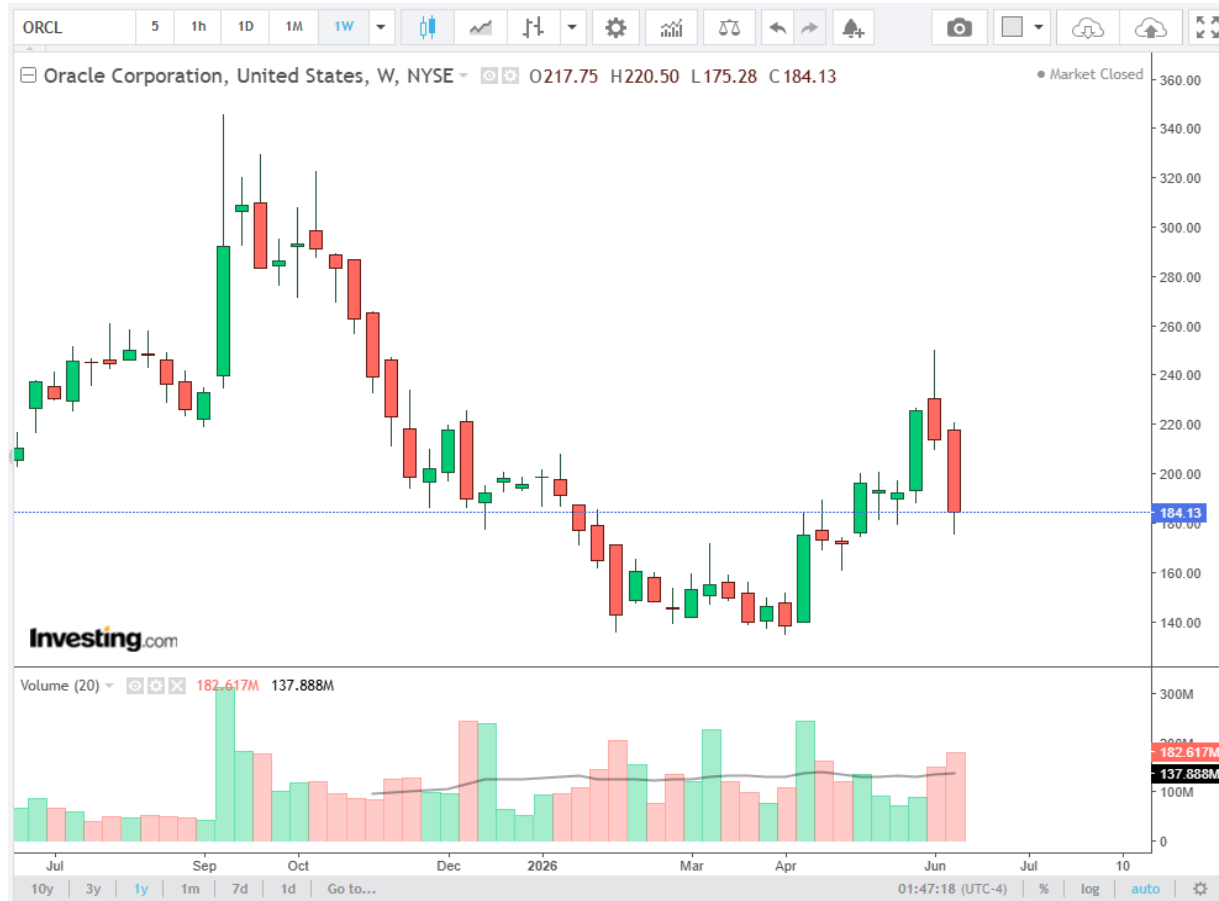 ORCL 5 1h 1D 1M 1W
Oracle Corporation, United States, W, NYSE O217.75 H220.50 L175.28 C184.13
Market Closed
360.00
340.00
320.00
300.00
280.00
260.00
240.00
220.00
200.00
184.13
180.00
160.00
140.00
Investing.com
Volume (20) 182.617M 137.888M
300M
200M
182.617M
137.888M
100M
0
Jul Sep Oct Dec 2026 Mar Apr Jun Jul 10
10y 3y 1y 1m 7d 1d Go to... 01:47:18 (UTC-4) % log auto